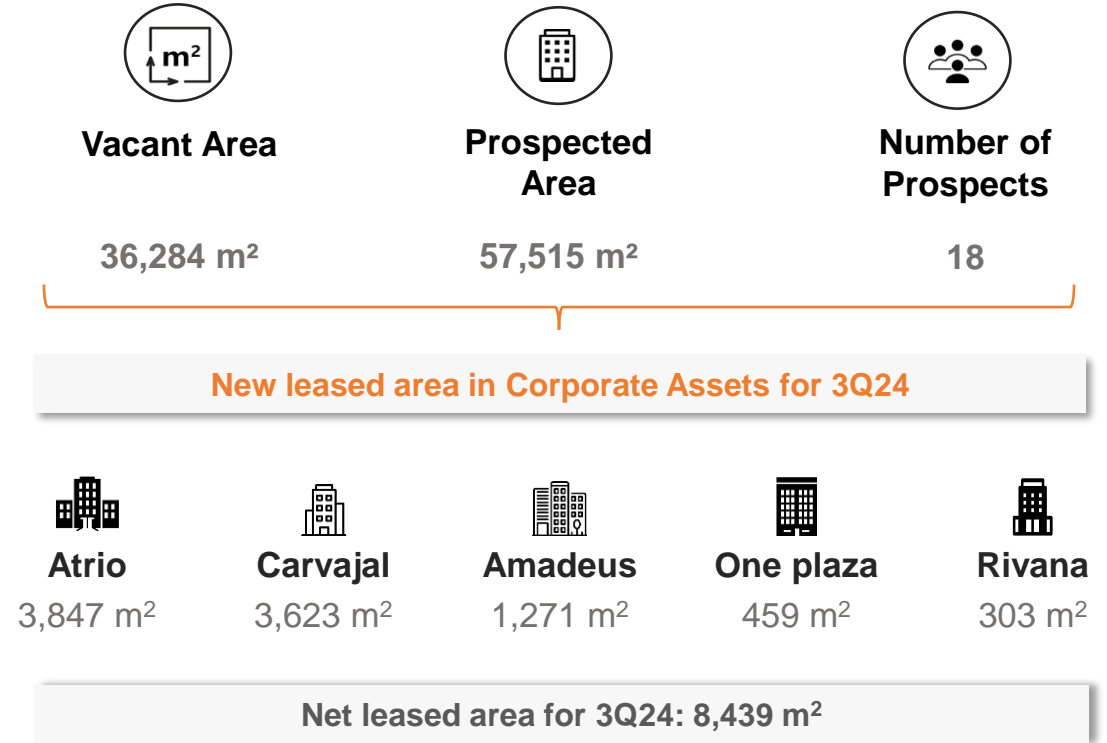 m²
Vacant Area
Prospected
Area
Number of
Prospects
36,284 m²
57,515 m²
18
New leased area in Corporate Assets for 3Q24
Atrio
Carvajal
Amadeus
One plaza
Rivana
3,847 m²
3,623 m²
1,271 m²
459 m²
303 m²
Net leased area for 3Q24: 8,439 m²